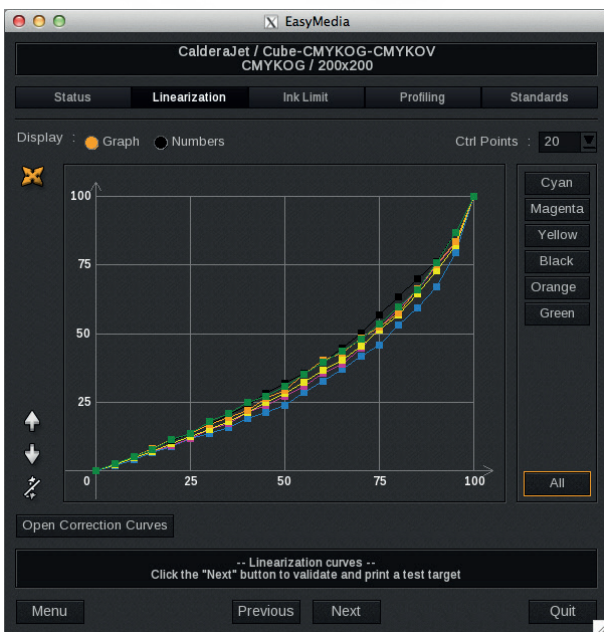 EasyMedia
CalderaJet / Cube-CMYKOG-CMYKOV
CMYKOG / 200x200
Status Linearization Ink Limit Profiling Standards
Display : Graph Numbers Ctrl Points : 20
Cyan
Magenta
Yellow
Black
Orange
Green
All
100
75
50
25
0 25 50 75 100
Open Correction Curves
-- Linearization curves --
Click the "Next" button to validate and print a test target
Menu Previous Next Quit